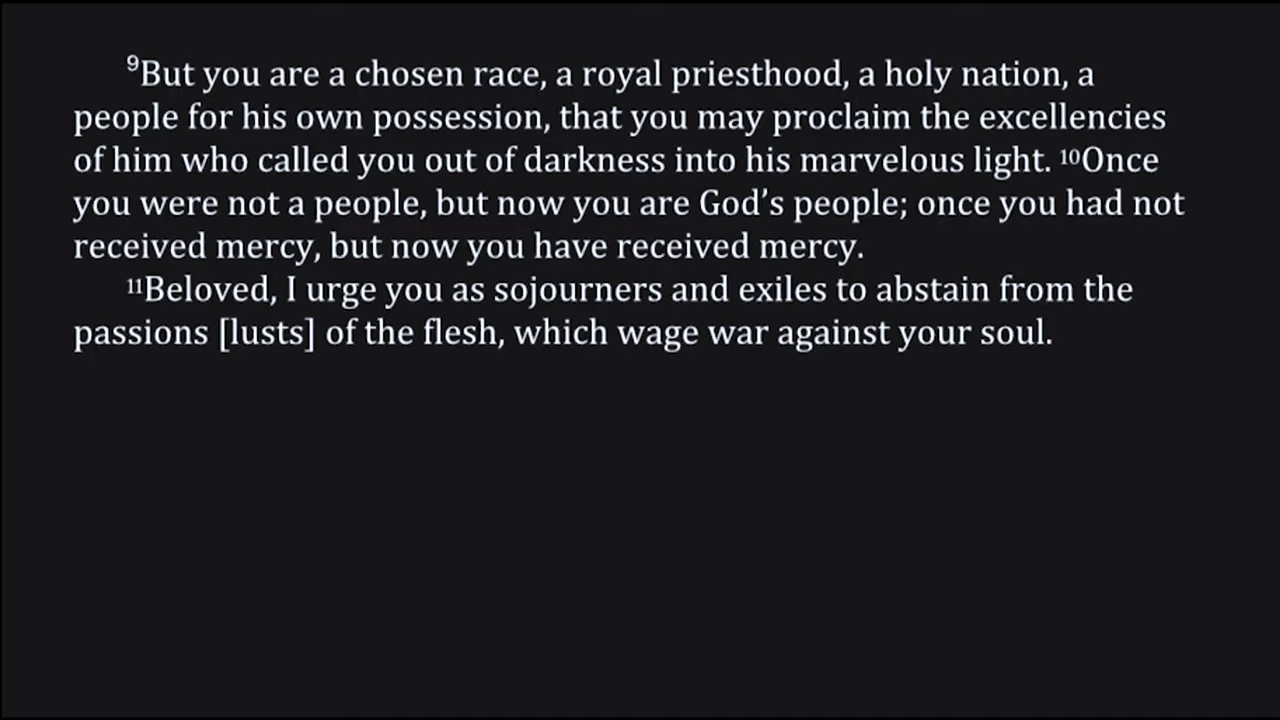 ⁹But you are a chosen race, a royal priesthood, a holy nation, a
people for his own possession, that you may proclaim the excellencies
of him who called you out of darkness into his marvelous light. ¹⁰Once
you were not a people, but now you are God’s people; once you had not
received mercy, but now you have received mercy.
¹¹Beloved, I urge you as sojourners and exiles to abstain from the
passions [lusts] of the flesh, which wage war against your soul.